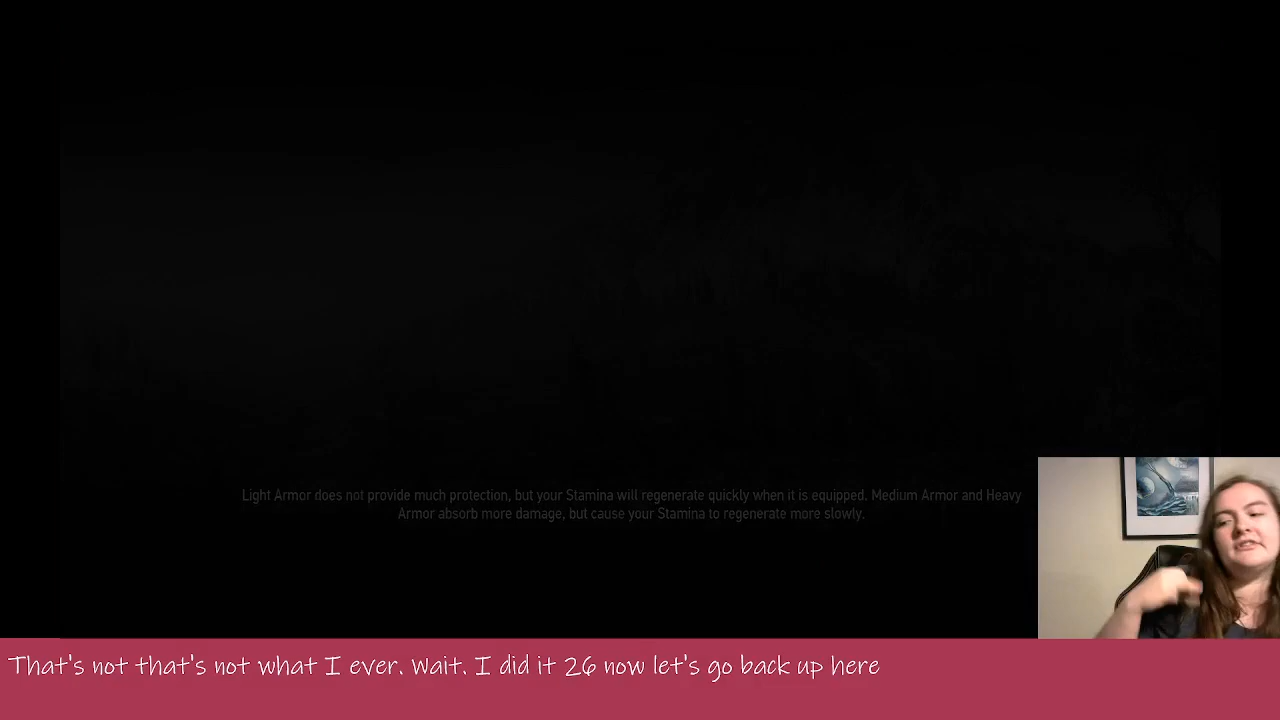 Light Armor does not provide much protection, but your Stamina will regenerate quickly when it is equipped. Medium Armor and Heavy
Armor absorb more damage, but cause your Stamina to regenerate more slowly.
That's not that's not what I ever. Wait. I did it 26 now let's go back up here